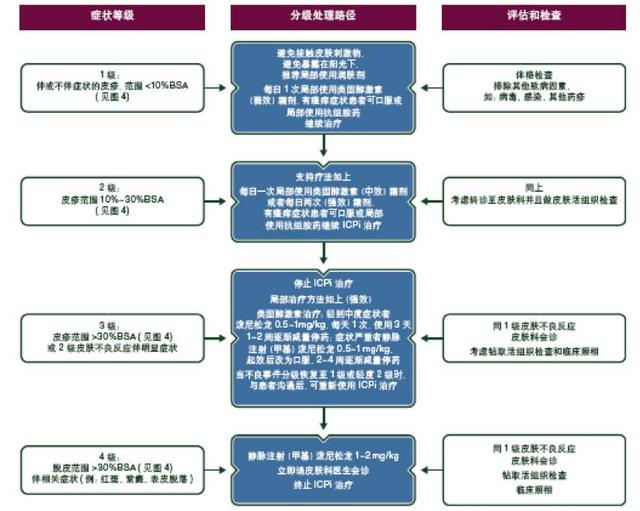 症状等级
分级处理路径
评估和检查
1级:
伴或不伴症状的皮疹, 范围 <10%BSA
(见图4)
避免接触皮肤刺激物,
避免暴露在阳光下,
推荐局部使用润肤剂
每日1次局部使用类固醇激素
(弱效) 霜剂, 有瘙痒症状患者可口服或
局部使用抗组胺药
继续治疗
体格检查
排除其他致病因素,
如: 病毒、感染、其他药疹
2级:
皮疹范围 10%~30%BSA
(见图4)
支持疗法如上
每日一次局部使用类固醇激素 (中效) 霜剂
或者每日两次 (强效) 霜剂,
有瘙痒症状患者可口服或局部
使用抗组胺药继续 ICPi 治疗
同上
考虑转诊至皮肤科并且做皮肤活组织检查
3级:
皮疹范围 >30%BSA (见图4)
或2级皮肤不良反应伴明显症状
停止 ICPi 治疗
局部治疗方法如上 (强效)
类固醇激素治疗: 轻到中度症状者
泼尼松龙 0.5~1mg/kg, 每天1次, 使用3天
1~2周逐渐减量停药; 症状严重者静脉
注射 (甲基) 泼尼松龙 0.5~1mg/kg,
起效后改为口服, 2~4周逐渐减量停药
当不良事件分级恢复至1级或轻度2级时,
与患者沟通后, 可重新使用 ICPi 治疗
同1级皮肤不良反应
皮肤科会诊
考虑钻取活组织检查和临床照相
4级:
脱皮范围 >30%BSA (见图4)
伴相关症状 (例: 红斑、紫癜、表皮脱落)
静脉注射 (甲基) 泼尼松龙 1~2mg/kg
立即请皮肤科医生会诊
终止 ICPi 治疗
同1级皮肤不良反应
皮肤科会诊
钻取活组织检查
临床照相